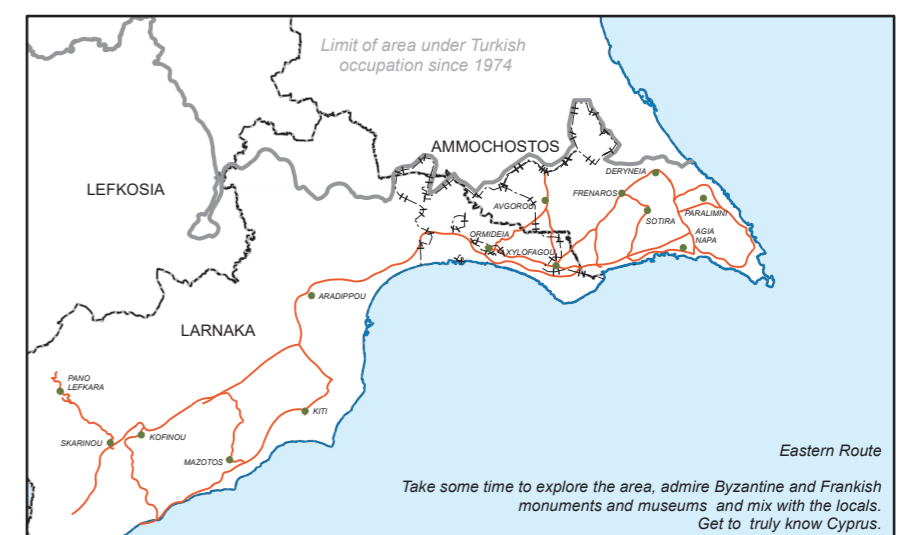 Limit of area under Turkish
occupation since 1974
AMMOCHOSTOS
DERYNEIA
LEFKOSIA
FRENAROS
AVGOROU
PARALIMNI
SOTIRA
ORMIDEIA
AGIA
NAPA
XYLOFAGOU
ARADIPPOU
LARNAKA
PANO
LEFKARA
KITI
KOFINOU
SKARINOU
MAZOTOS
Eastern Route
Take some time to explore the area, admire Byzantine and Frankish
monuments and museums and mix with the locals.
Get to truly know Cyprus.